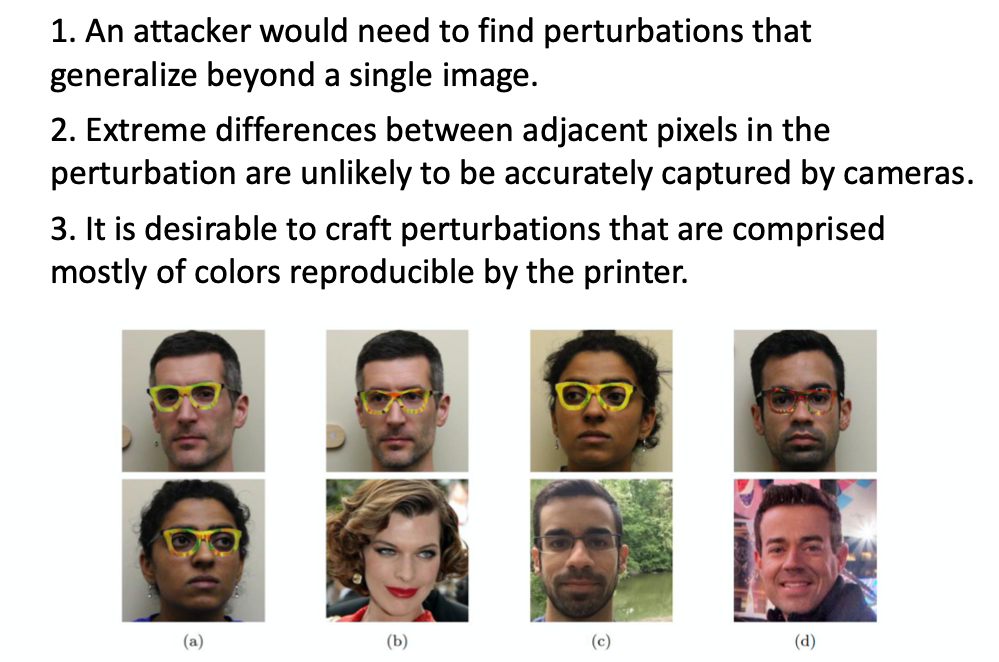 1. An attacker would need to find perturbations that
generalize beyond a single image.
2. Extreme differences between adjacent pixels in the
perturbation are unlikely to be accurately captured by cameras.
3. It is desirable to craft perturbations that are comprised
mostly of colors reproducible by the printer.
(a) (b) (c) (d)